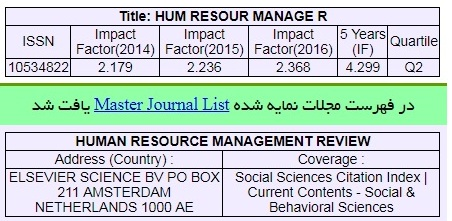 Title: HUM RESOUR MANAGE R
ISSN Impact Factor(2014) Impact Factor(2015) Impact Factor(2016) 5 Years (IF) Quartile
10534822 2.179 2.236 2.368 4.299 Q2
در فهرست مجلات نمایه شده Master Journal List یافت شد
HUMAN RESOURCE MANAGEMENT REVIEW
Address (Country) : Coverage :
ELSEVIER SCIENCE BV PO BOX 211 AMSTERDAM NETHERLANDS 1000 AE
Social Sciences Citation Index | Current Contents - Social & Behavioral Sciences